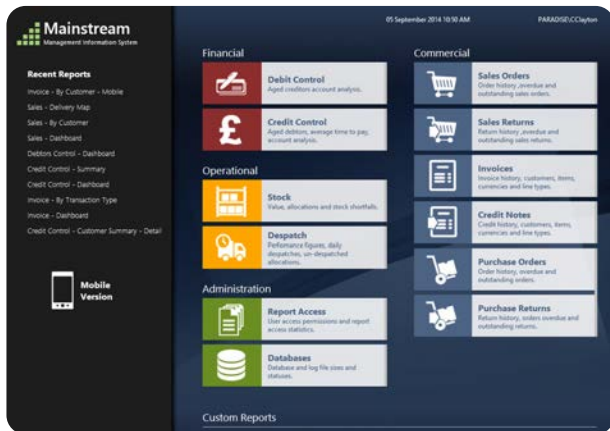 Mainstream
Management Information System
05 September 2014 10:50 AM
PARADISE\CClayton
Recent Reports
Invoice - By Customer - Mobile
Sales - Delivery Map
Sales - By Customer
Sales - Dashboard
Debtors Control - Dashboard
Credit Control - Summary
Credit Control - Dashboard
Invoice - By Transaction Type
Invoice - Dashboard
Credit Control - Customer Summary - Detail
Mobile
Version
Financial
Debit Control
Aged creditors account analysis.
£
Credit Control
Aged debtors, average time to pay,
account analysis.
Operational
Stock
Value, allocations and stock shortfalls.
Despatch
Perfomance figures, daily
despatches, un-despatched
allocations.
Administration
Report Access
User access permissions and report
access statistics.
Databases
Database and log file sizes and
statuses.
Commercial
Sales Orders
Order history ,overdue and
outstanding sales orders.
Sales Returns
Return history ,overdue and
outstanding sales returns.
Invoices
Invoice history, customers, items,
currencies and line types.
Credit Notes
Credit history, customers, items,
currencies and line types.
Purchase Orders
Order history, overdue and
outstanding orders.
Purchase Returns
Return history, orders overdue and
outstanding returns.
Custom Reports